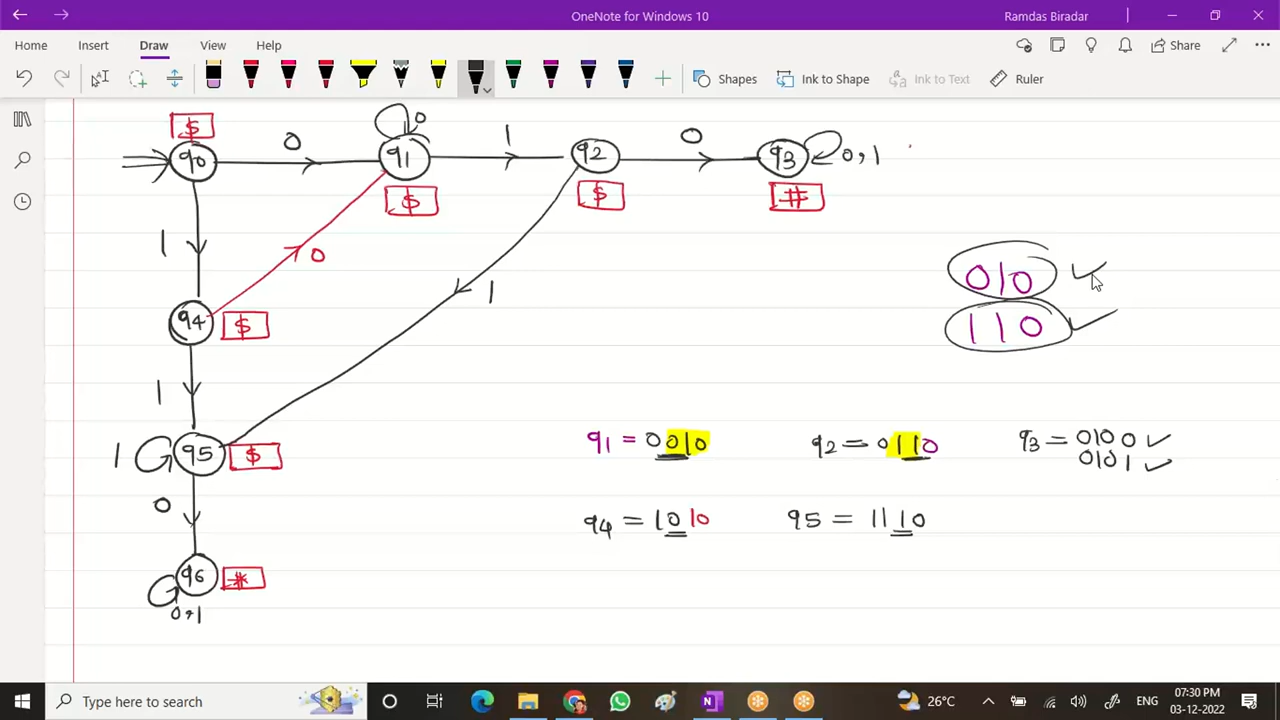 OneNote for Windows 10
Ramdas Biradar
Home Insert Draw View Help
Share
Shapes Ink to Shape Ink to Text Ruler
$
q0 0 q1 0 1 q2 0 q3 0,1
$ $ #
1 0 1
q4 $
010
110
1
1 q5 $
q1 = 0010 q2 = 0110 q3 = 0100
0101
0
q4 = 1010 q5 = 1110
q6 *
0,1
Type here to search
26°C
ENG
07:30 PM
03-12-2022